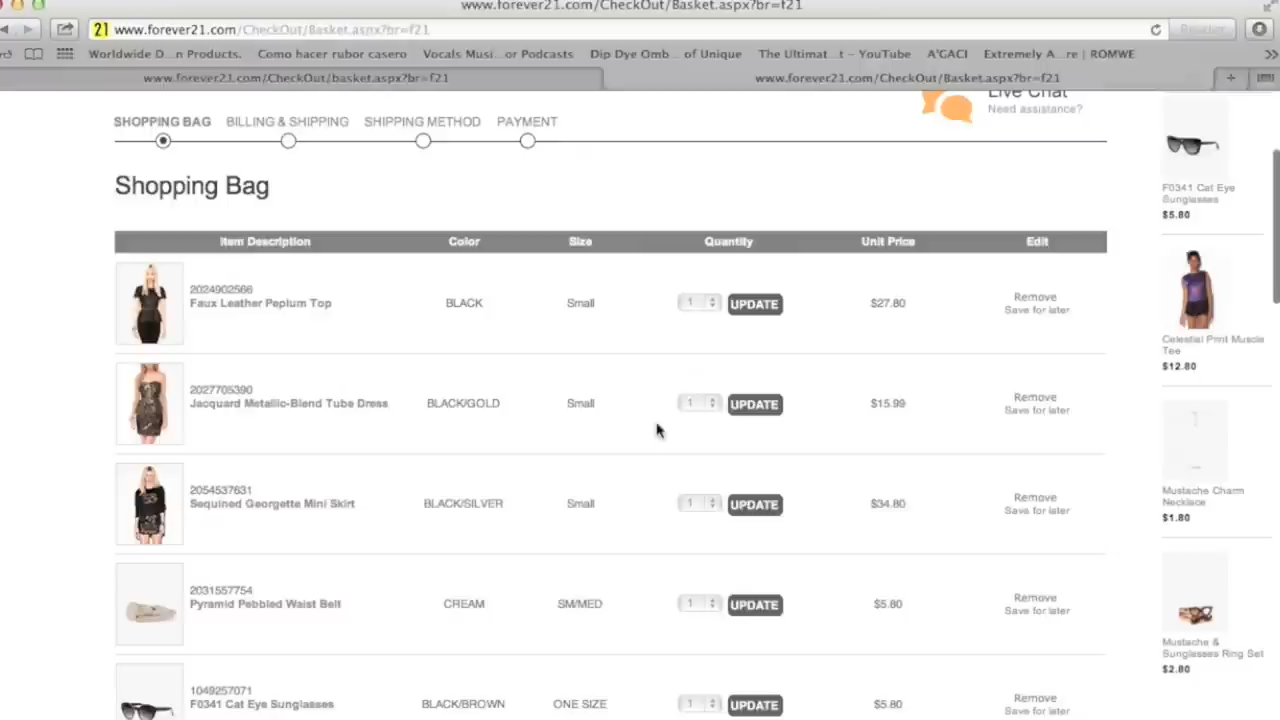 www.forever21.com/CheckOut/Basket.aspx?br=f21
21 www.forever21.com/CheckOut/Basket.aspx?br=f21 Reader
Worldwide D...n Products. Como hacer rubor casero Vocals Musi...or Podcasts Dip Dye Omb... of Unique The Ultimat...t – YouTube A'GACI Extremely A...re | ROMWE >>
www.forever21.com/CheckOut/basket.aspx?br=f21 www.forever21.com/CheckOut/Basket.aspx?br=f21 +
Live Chat
Need assistance?
SHOPPING BAG BILLING & SHIPPING SHIPPING METHOD PAYMENT
Shopping Bag
Item Description Color Size Quantity Unit Price Edit
2024902566
Faux Leather Peplum Top BLACK Small 1 UPDATE $27.80 Remove
Save for later
2027705390
Jacquard Metallic-Blend Tube Dress BLACK/GOLD Small 1 UPDATE $15.99 Remove
Save for later
2054537631
Sequined Georgette Mini Skirt BLACK/SILVER Small 1 UPDATE $34.80 Remove
Save for later
2031557754
Pyramid Pebbled Waist Belt CREAM SM/MED 1 UPDATE $5.80 Remove
Save for later
1049257071
F0341 Cat Eye Sunglasses BLACK/BROWN ONE SIZE 1 UPDATE $5.80 Remove
Save for later
F0341 Cat Eye
Sunglasses
$5.80
Celestial Print Muscle
Tee
$12.80
Mustache Charm
Necklace
$1.80
Mustache &
Sunglasses Ring Set
$2.80